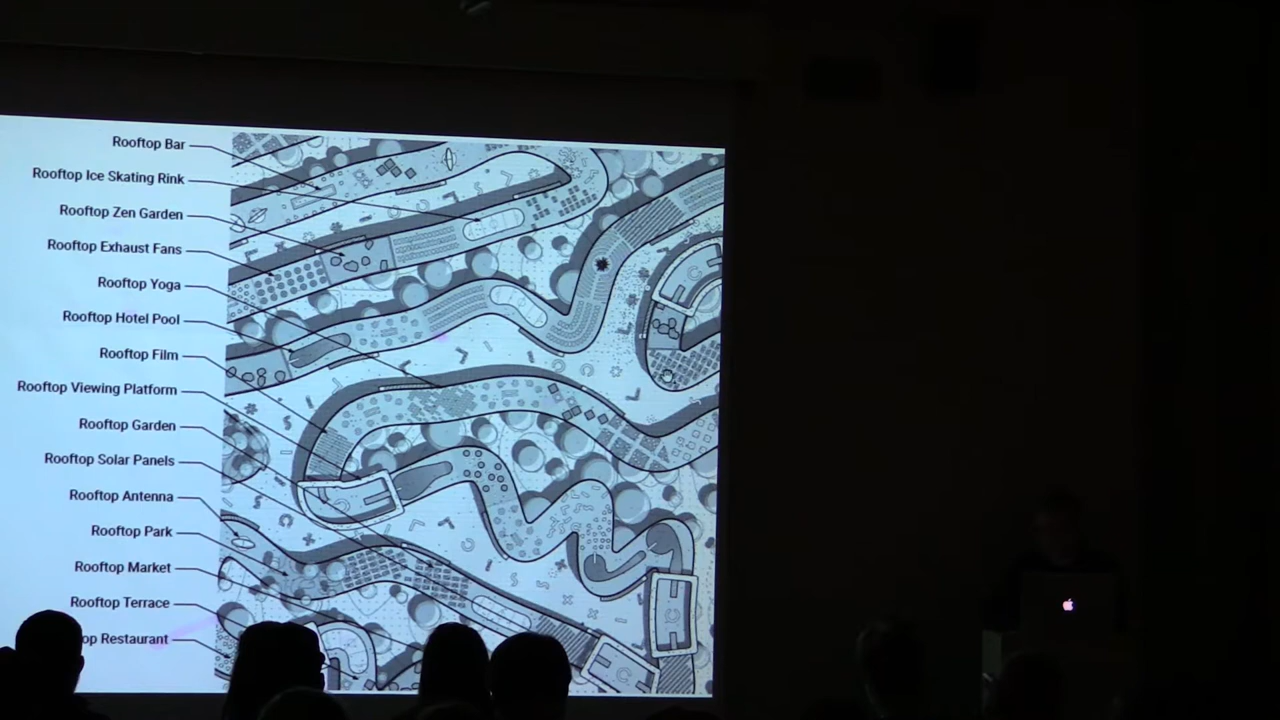 Rooftop Bar
Rooftop Ice Skating Rink
Rooftop Zen Garden
Rooftop Exhaust Fans
Rooftop Yoga
Rooftop Hotel Pool
Rooftop Film
Rooftop Viewing Platform
Rooftop Garden
Rooftop Solar Panels
Rooftop Antenna
Rooftop Park
Rooftop Market
Rooftop Terrace
op Restaurant